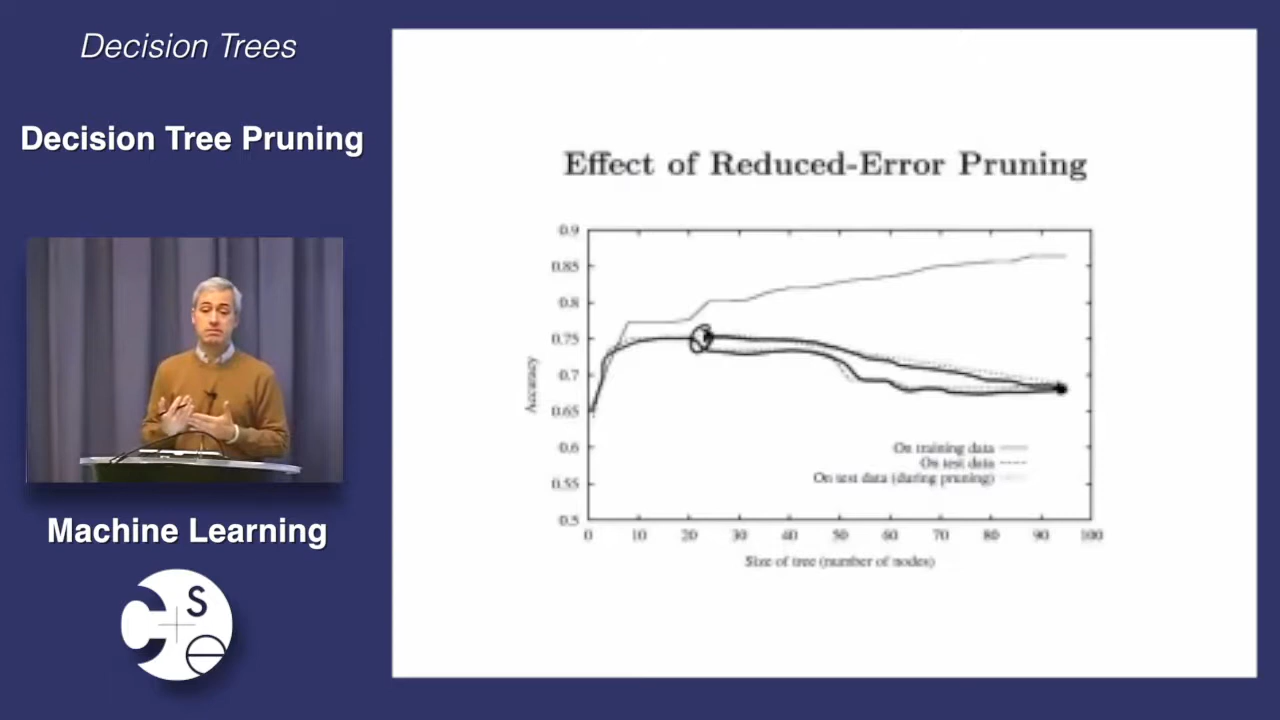 Decision Trees
Decision Tree Pruning
Machine Learning
C + S e
Effect of Reduced-Error Pruning
0.9
0.85
0.8
0.75
0.7
0.65
0.6
0.55
0.5
Accuracy
0 10 20 30 40 50 60 70 80 90 100
Size of tree (number of nodes)
On training data
On test data
On test data (during pruning)